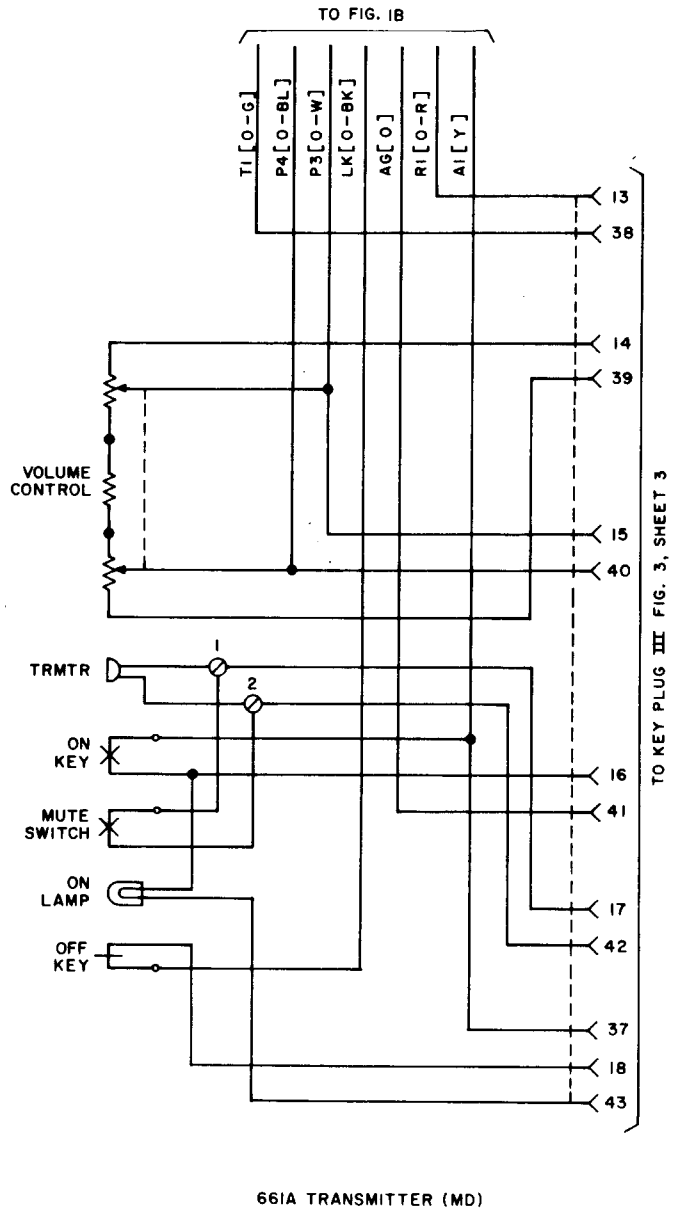 TO FIG. 1B
T1 [O-G]
P4 [O-BL]
P3 [O-W]
LK [O-BK]
AG [O]
R1 [O-R]
A1 [Y]
13
38
14
39
VOLUME
CONTROL
15
40
TRMTR
1
2
ON
KEY
16
MUTE
SWITCH
41
ON
LAMP
17
OFF
KEY
42
37
18
43
TO KEY PLUG III FIG. 3, SHEET 3
661A TRANSMITTER (MD)